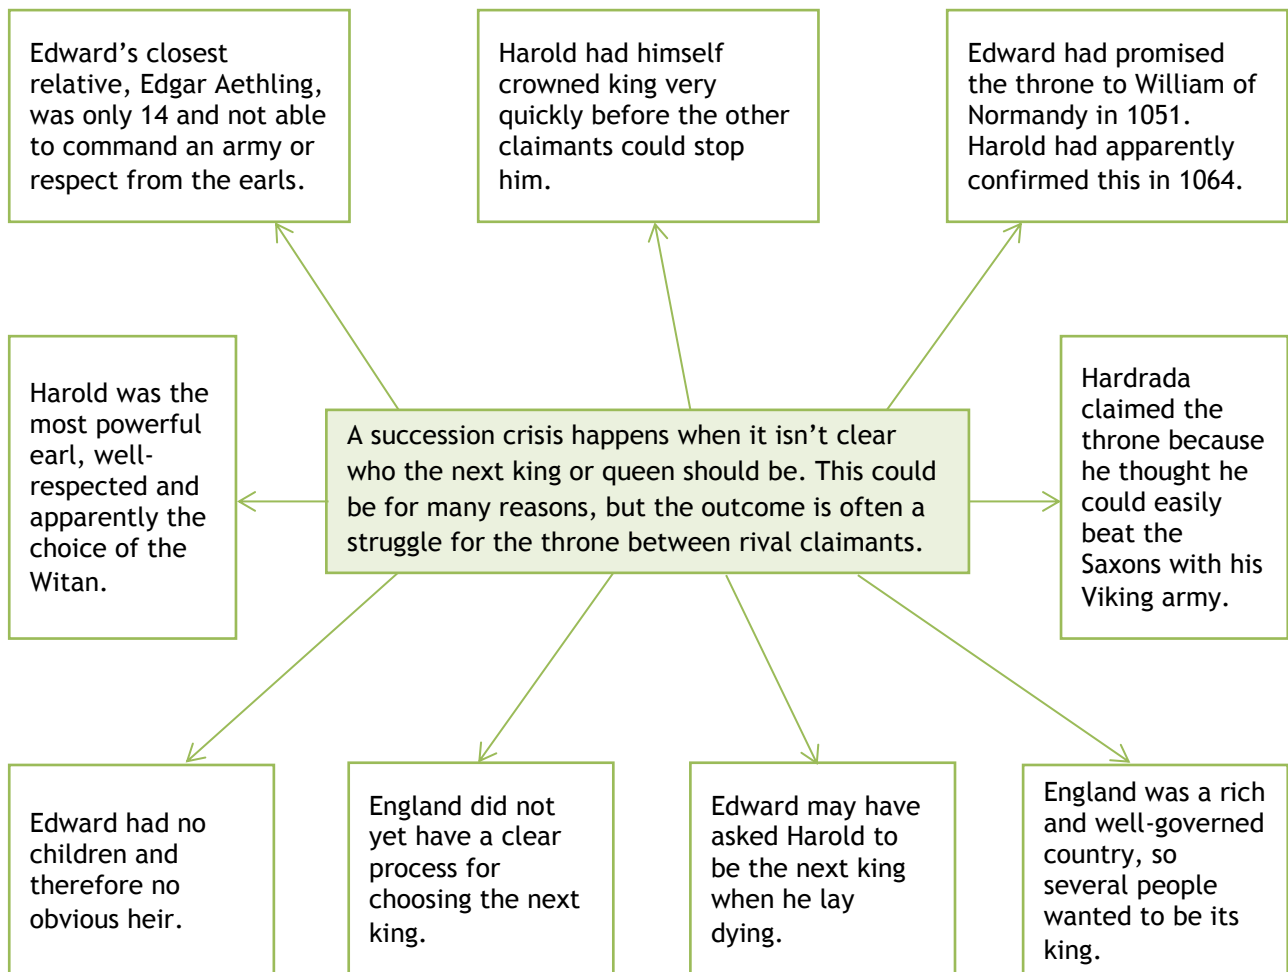 Edward’s closest
relative, Edgar Aethling,
was only 14 and not able
to command an army or
respect from the earls.
Harold had himself
crowned king very
quickly before the other
claimants could stop
him.
Edward had promised
the throne to William of
Normandy in 1051.
Harold had apparently
confirmed this in 1064.
Harold was the
most powerful
earl, well-
respected and
apparently the
choice of the
Witan.
A succession crisis happens when it isn’t clear
who the next king or queen should be. This could
be for many reasons, but the outcome is often a
struggle for the throne between rival claimants.
Hardrada
claimed the
throne because
he thought he
could easily
beat the
Saxons with his
Viking army.
Edward had no
children and
therefore no
obvious heir.
England did not
yet have a clear
process for
choosing the next
king.
Edward may have
asked Harold to
be the next king
when he lay
dying.
England was a rich
and well-governed
country, so
several people
wanted to be its
king.